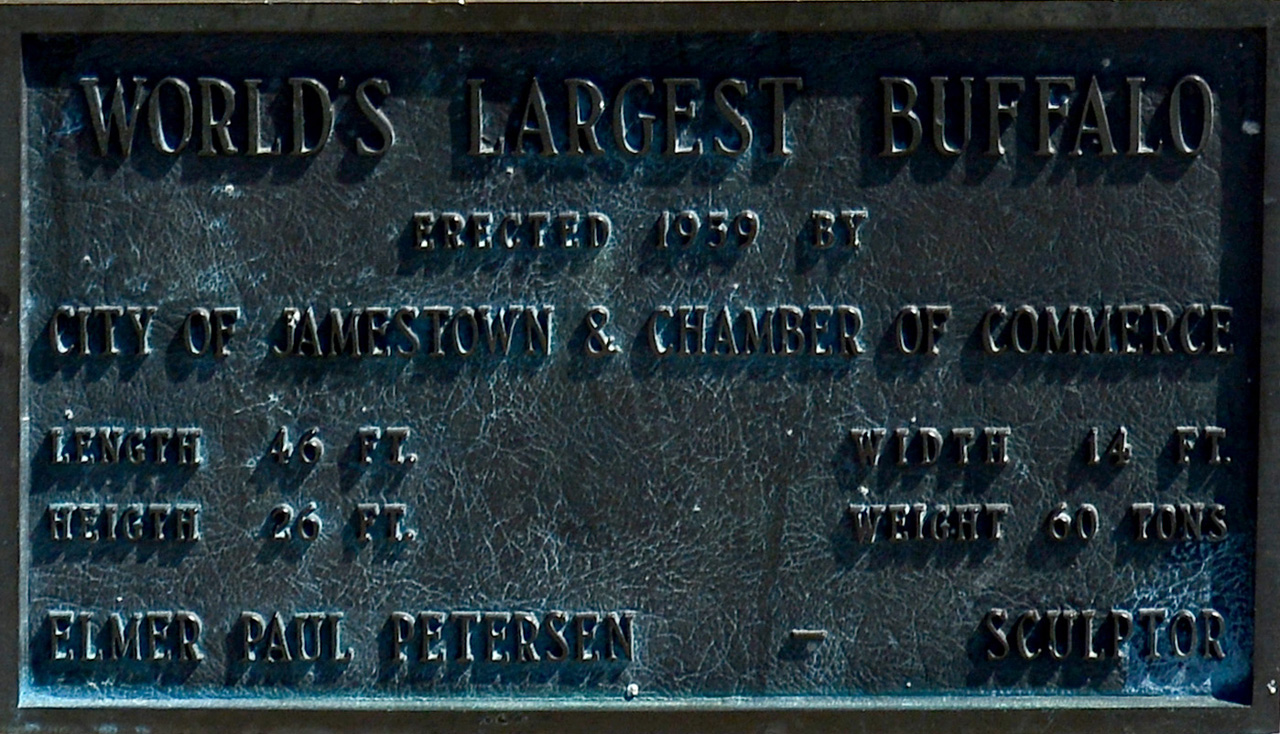 WORLD'S LARGEST BUFFALO
ERECTED 1959 BY
CITY OF JAMESTOWN & CHAMBER OF COMMERCE
LENGTH 46 FT. WIDTH 14 FT.
HEIGTH 26 FT. WEIGHT 60 TONS
ELMER PAUL PETERSEN – SCULPTOR